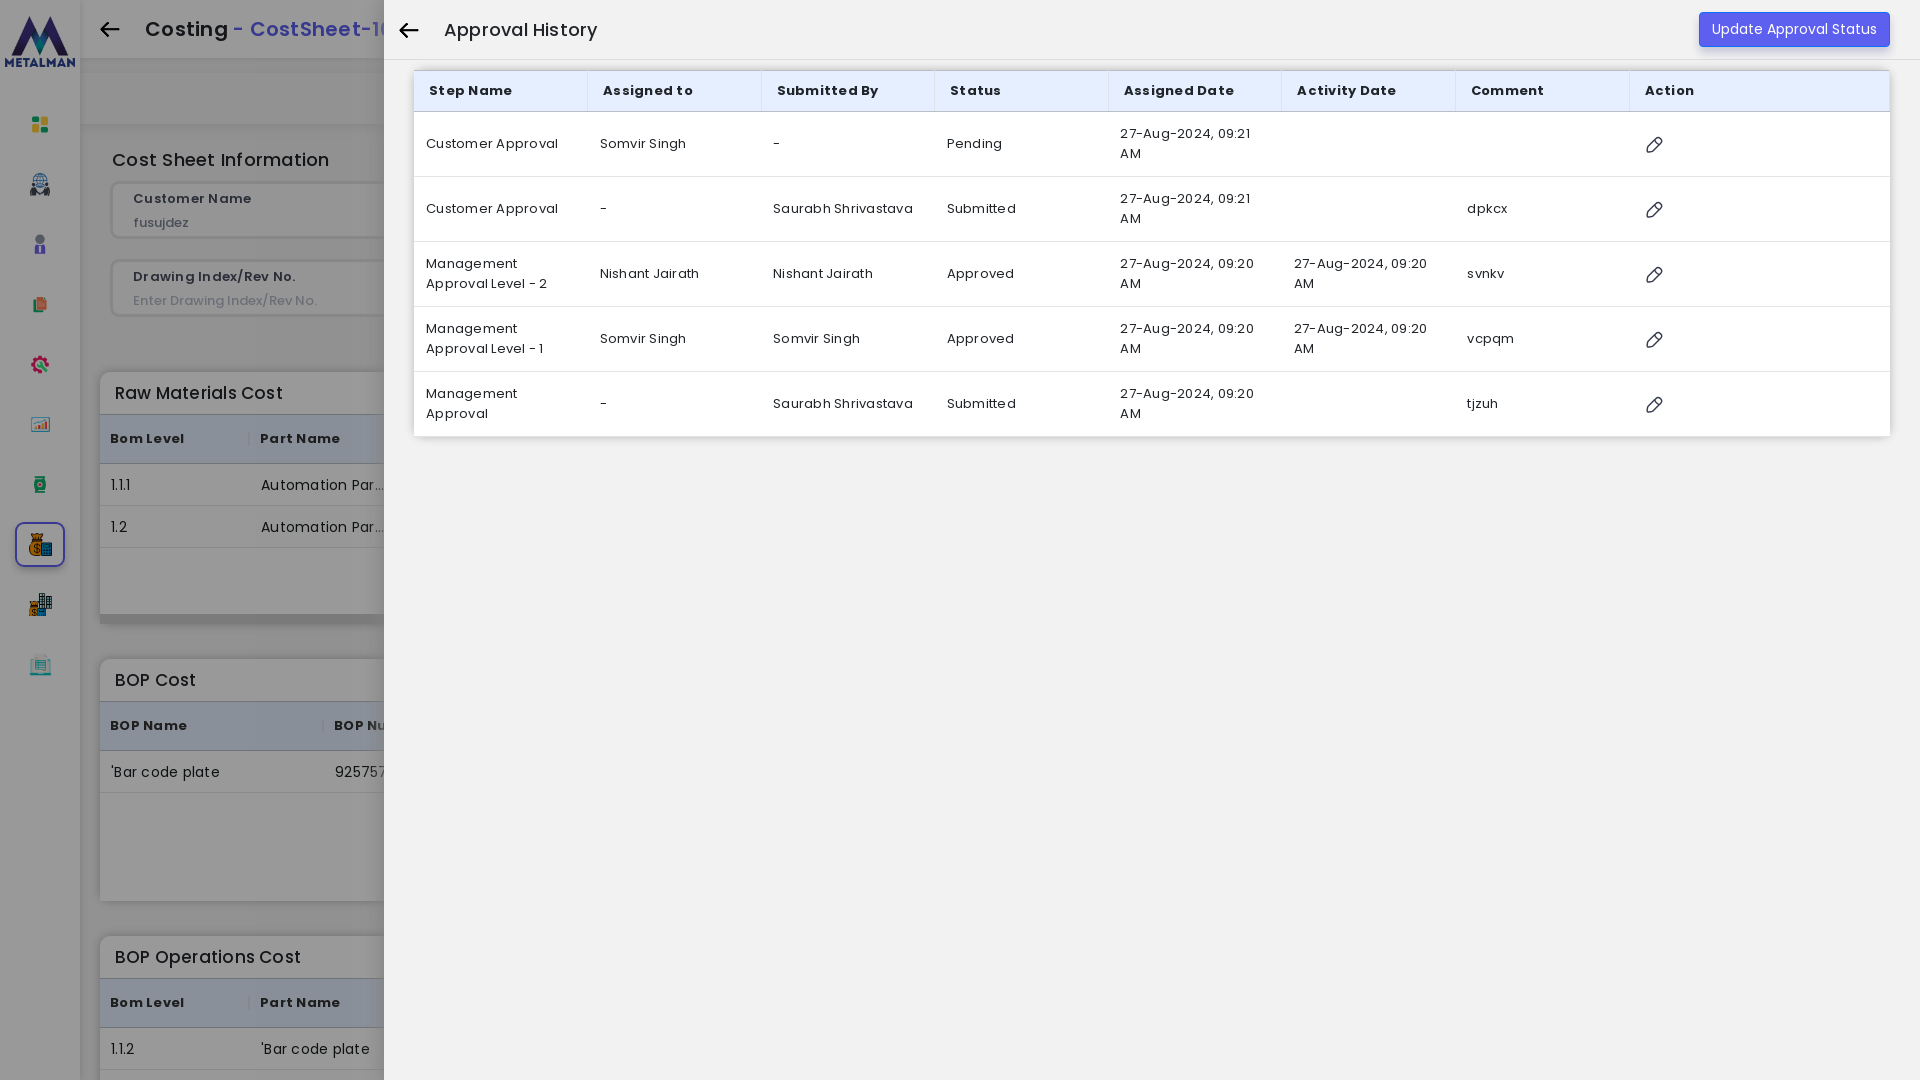 METALMAN
Costing - CostSheet-1
Cost Sheet Information
Customer Name
fusujdez
Drawing Index/Rev No.
Enter Drawing Index/Rev No.
Raw Materials Cost
Bom Level Part Name
1.1.1 Automation Par...
1.2 Automation Par...
BOP Cost
BOP Name BOP Nu
'Bar code plate 925757
BOP Operations Cost
Bom Level Part Name
1.1.2 'Bar code plate
Approval History
Update Approval Status
Step Name Assigned to Submitted By Status Assigned Date Activity Date Comment Action
Customer Approval Somvir Singh - Pending 27-Aug-2024, 09:21
AM
Customer Approval - Saurabh Shrivastava Submitted 27-Aug-2024, 09:21 dpkcx
AM
Management Nishant Jairath Nishant Jairath Approved 27-Aug-2024, 09:20 27-Aug-2024, 09:20 svnkv
Approval Level - 2 AM AM
Management Somvir Singh Somvir Singh Approved 27-Aug-2024, 09:20 27-Aug-2024, 09:20 vcpqm
Approval Level - 1 AM AM
Management - Saurabh Shrivastava Submitted 27-Aug-2024, 09:20 tjzuh
Approval AM